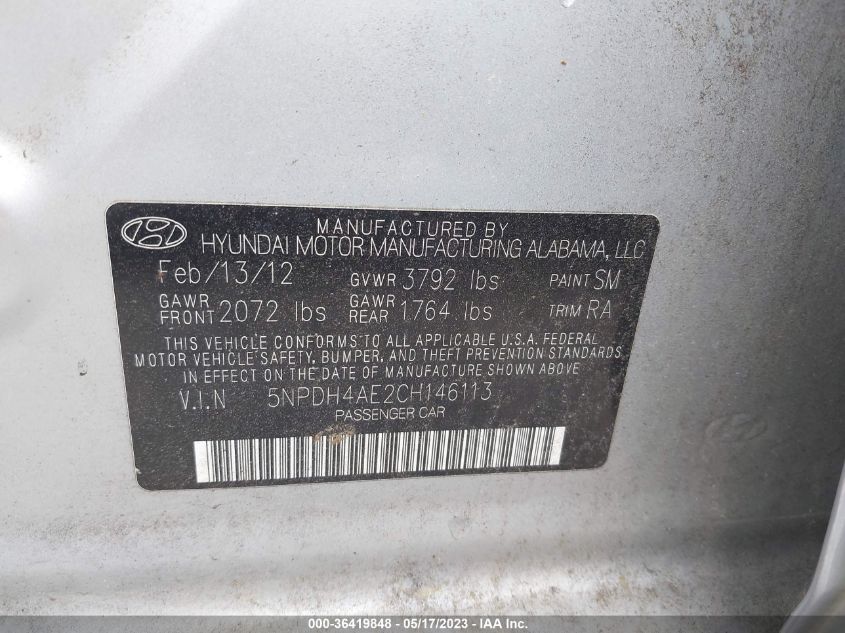 MANUFACTURED BY
HYUNDAI MOTOR MANUFACTURING ALABAMA, LLC
Feb/13/12 GVWR 3792 lbs PAINT SM
GAWR FRONT 2072 lbs GAWR REAR 1764 lbs TRIM RA
THIS VEHICLE CONFORMS TO ALL APPLICABLE U.S.A. FEDERAL
MOTOR VEHICLE SAFETY, BUMPER, AND THEFT PREVENTION STANDARDS
IN EFFECT ON THE DATE OF MANUFACTURE SHOWN ABOVE
V.I.N 5NPDH4AE2CH146113
PASSENGER CAR
000-36419848 - 05/17/2023 - IAA Inc.